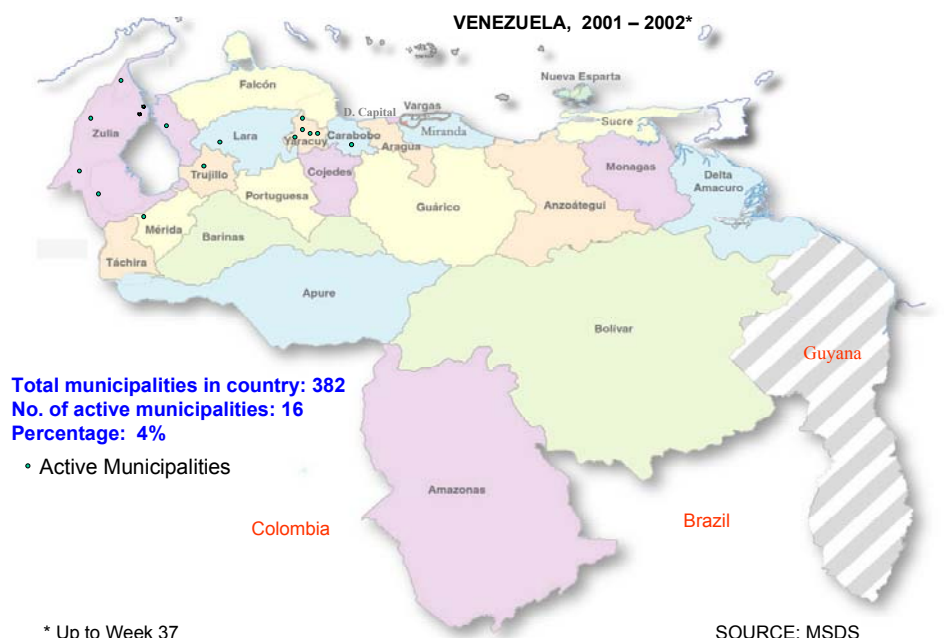 VENEZUELA, 2001 – 2002*
Nueva Esparta
Falcón
D. Capital
Vargas
Sucre
Zulia
Lara
Yaracuy
Carabobo
Miranda
Aragua
Trujillo
Cojedes
Monagas
Delta
Amacuro
Portuguesa
Guárico
Anzoátegui
Mérida
Barinas
Táchira
Apure
Bolívar
Guyana
Total municipalities in country: 382
No. of active municipalities: 16
Percentage: 4%
Active Municipalities
Amazonas
Colombia
Brazil
* Up to Week 37
SOURCE: MSDS